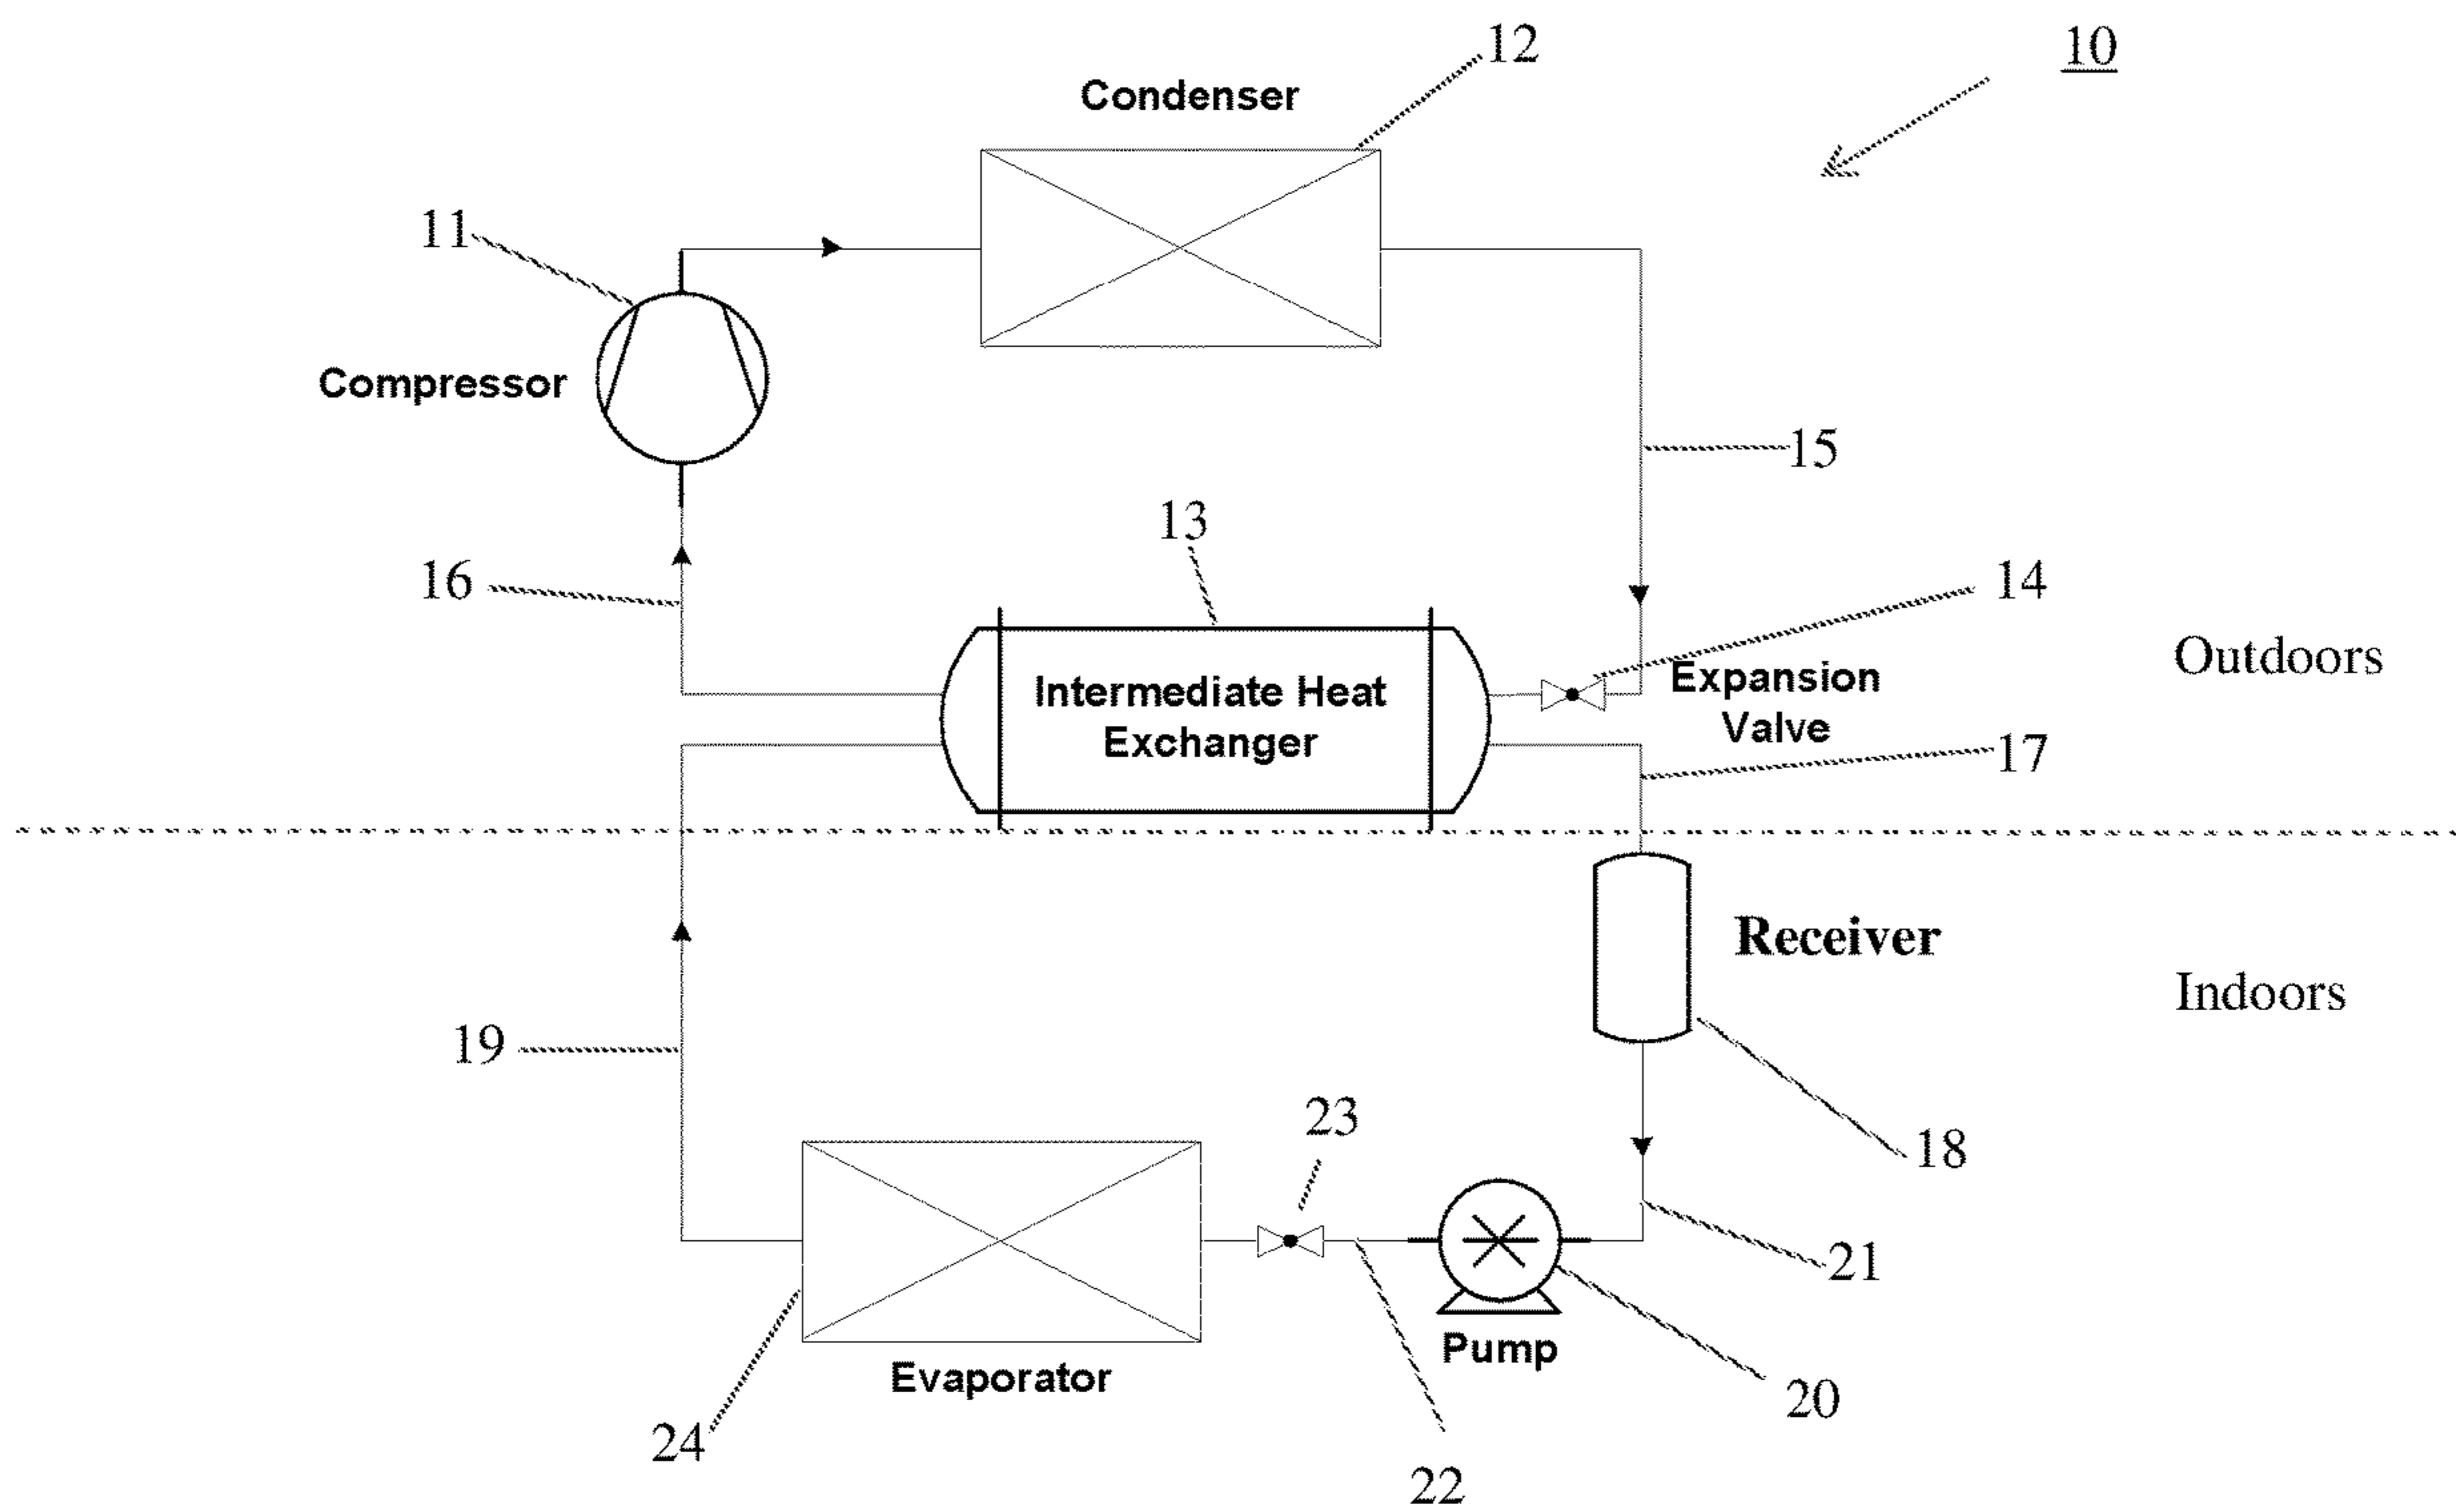 12
10
Condenser
11
Compressor
15
13
16
14
Outdoors
Intermediate Heat
Exchanger
Expansion
Valve
17
Receiver
Indoors
19
23
18
21
Pump
Evaporator
20
24
22